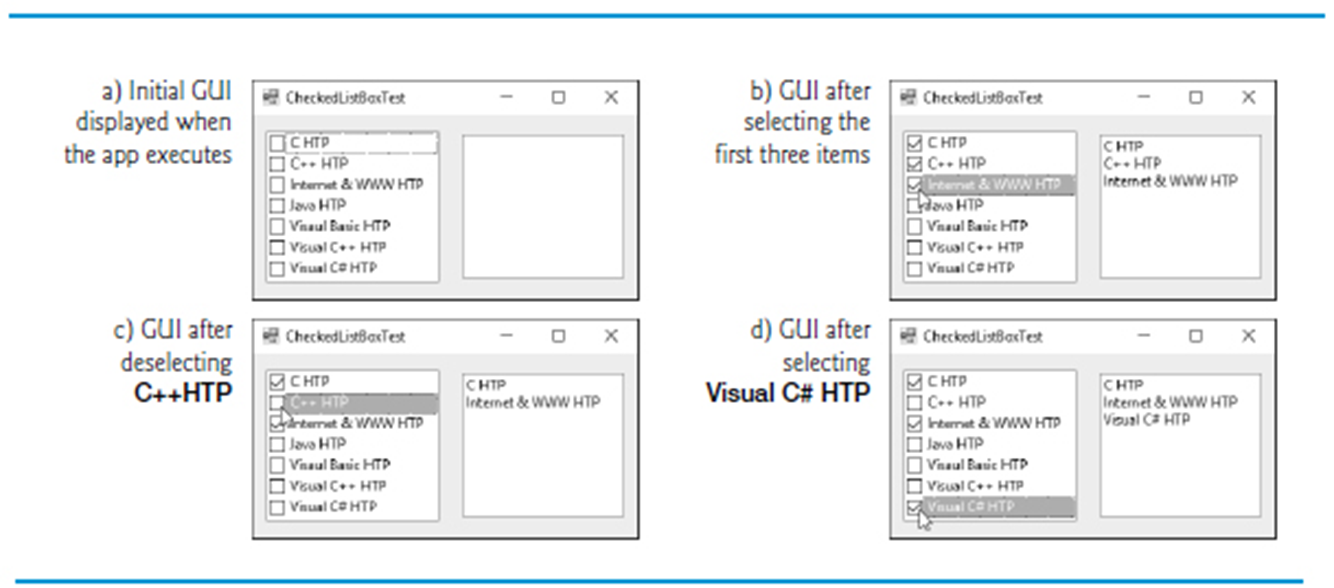 a) Initial GUI
displayed when
the app executes
CheckedListBoxTest
C HTP
C++ HTP
Internet & WWW HTP
Java HTP
Visaul Basic HTP
Visual C++ HTP
Visual C# HTP
b) GUI after
selecting the
first three items
CheckedListBoxTest
C HTP
C++ HTP
Internet & WWW HTP
Java HTP
Visaul Basic HTP
Visual C++ HTP
Visual C# HTP
C HTP
C++ HTP
Internet & WWW HTP
c) GUI after
deselecting
C++HTP
CheckedListBoxTest
C HTP
C++ HTP
Internet & WWW HTP
Java HTP
Visaul Basic HTP
Visual C++ HTP
Visual C# HTP
C HTP
Internet & WWW HTP
d) GUI after
selecting
Visual C# HTP
CheckedListBoxTest
C HTP
C++ HTP
Internet & WWW HTP
Java HTP
Visaul Basic HTP
Visual C++ HTP
Visual C# HTP
C HTP
Internet & WWW HTP
Visual C# HTP